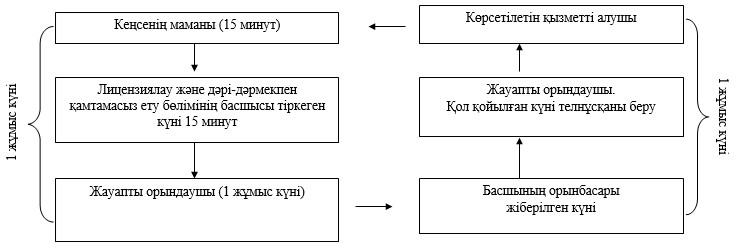 Кеңсенің маманы (15 минут)
Көрсетілетін қызметті алушы
1 жұмыс күні
Лицензиялау және дәрі-дәрмекпен
қамтамасыз ету бөлімінің басшысы тіркеген
күні 15 минут
Жауапты орындаушы.
Қол қойылған күні телнұсқаны беру
1 жұмыс күні
Жауапты орындаушы (1 жұмыс күні)
Басшының орынбасары
жіберілген күні